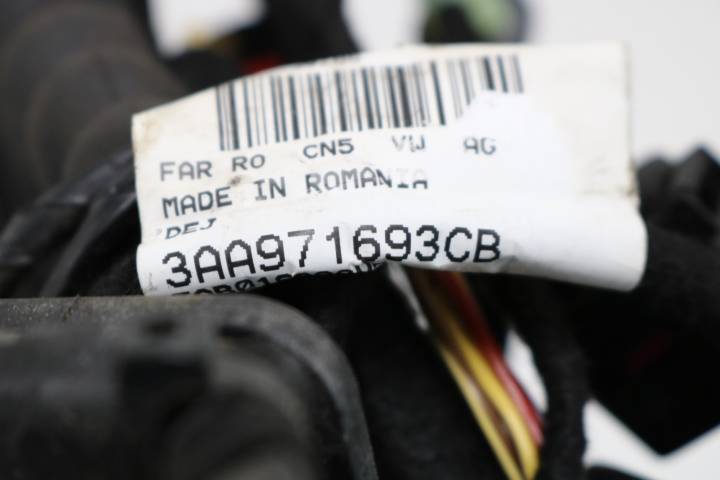 FAR RO CN5 VW AG
MADE IN ROMANIA
DEJ
3AA971693CB